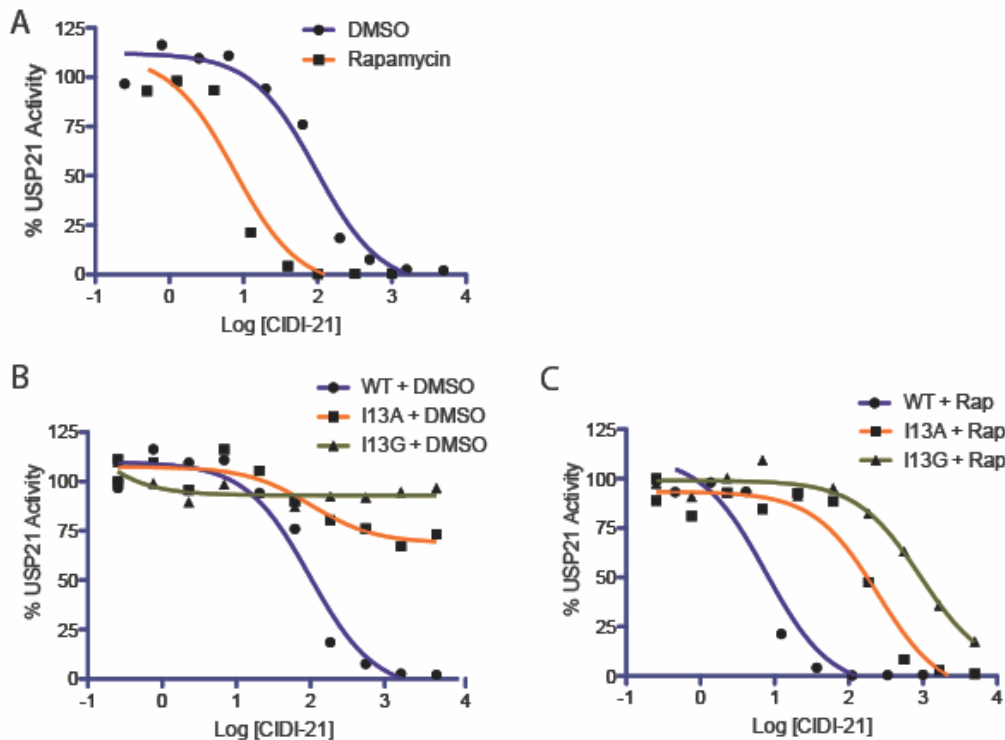 A
DMSO
Rapamycin
% USP21 Activity
125
100
75
50
25
0
-1 0 1 2 3 4
Log [CIDI-21]
B
WT + DMSO
I13A + DMSO
I13G + DMSO
% USP21 Activity
125
100
75
50
25
0
-1 0 1 2 3 4
Log [CIDI-21]
C
WT + Rap
I13A + Rap
I13G + Rap
% USP21 Activity
125
100
75
50
25
0
-1 0 1 2 3 4
Log [CIDI-21]